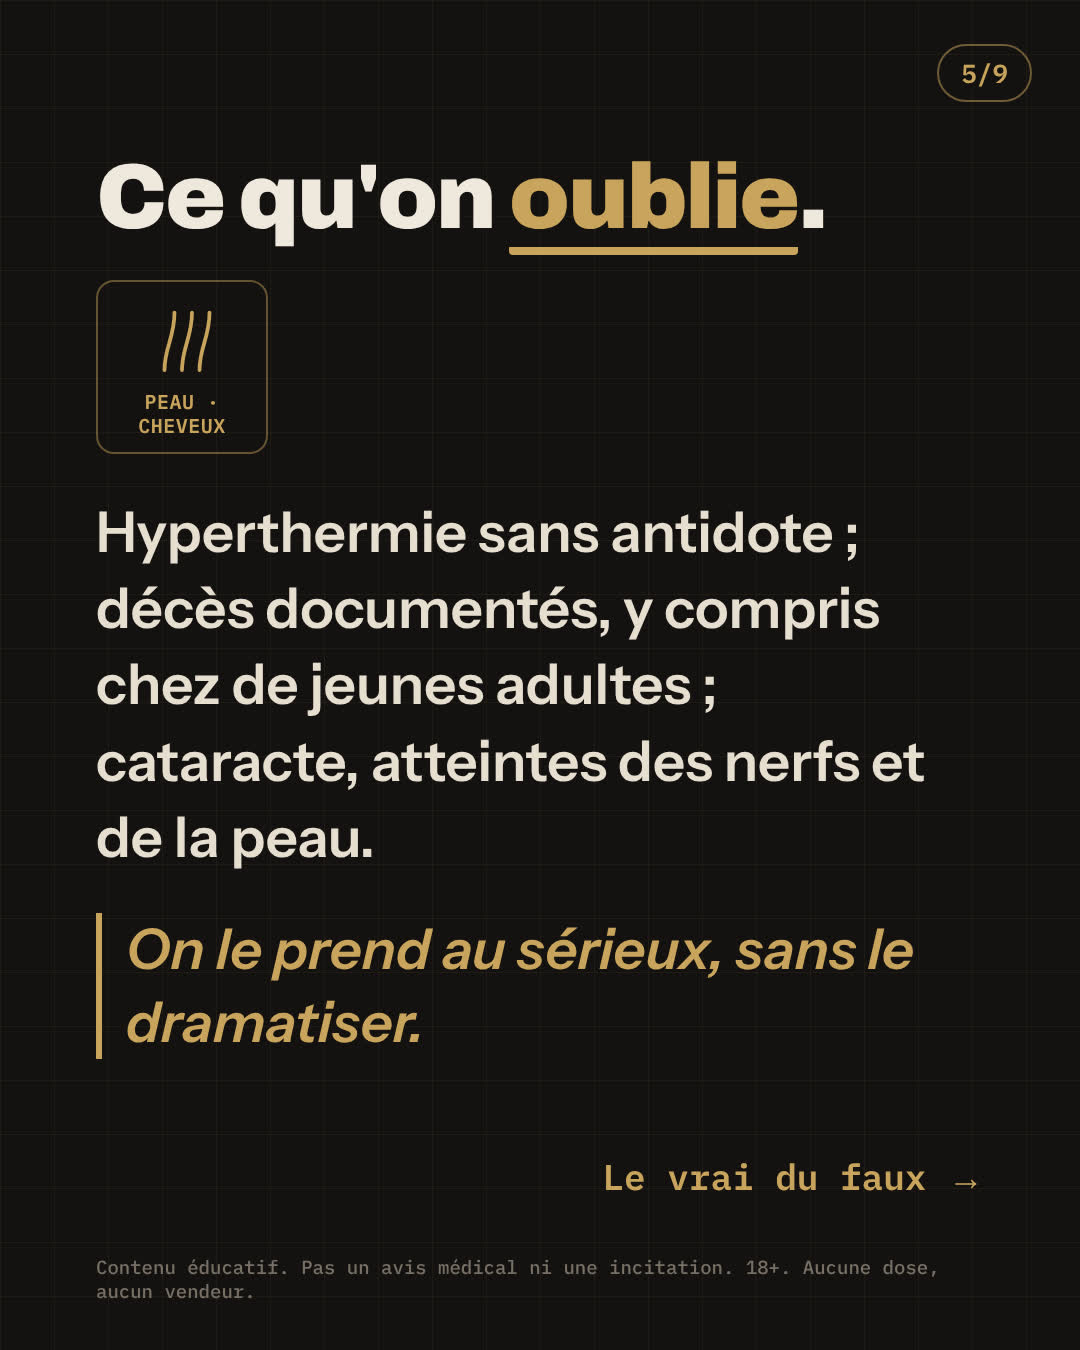 5/9
Ce qu'on oublie.
PEAU ·
CHEVEUX
Hyperthermie sans antidote ;
décès documentés, y compris
chez de jeunes adultes ;
cataracte, atteintes des nerfs et
de la peau.
On le prend au sérieux, sans le
dramatiser.
Le vrai du faux →
Contenu éducatif. Pas un avis médical ni une incitation. 18+. Aucune dose,
aucun vendeur.